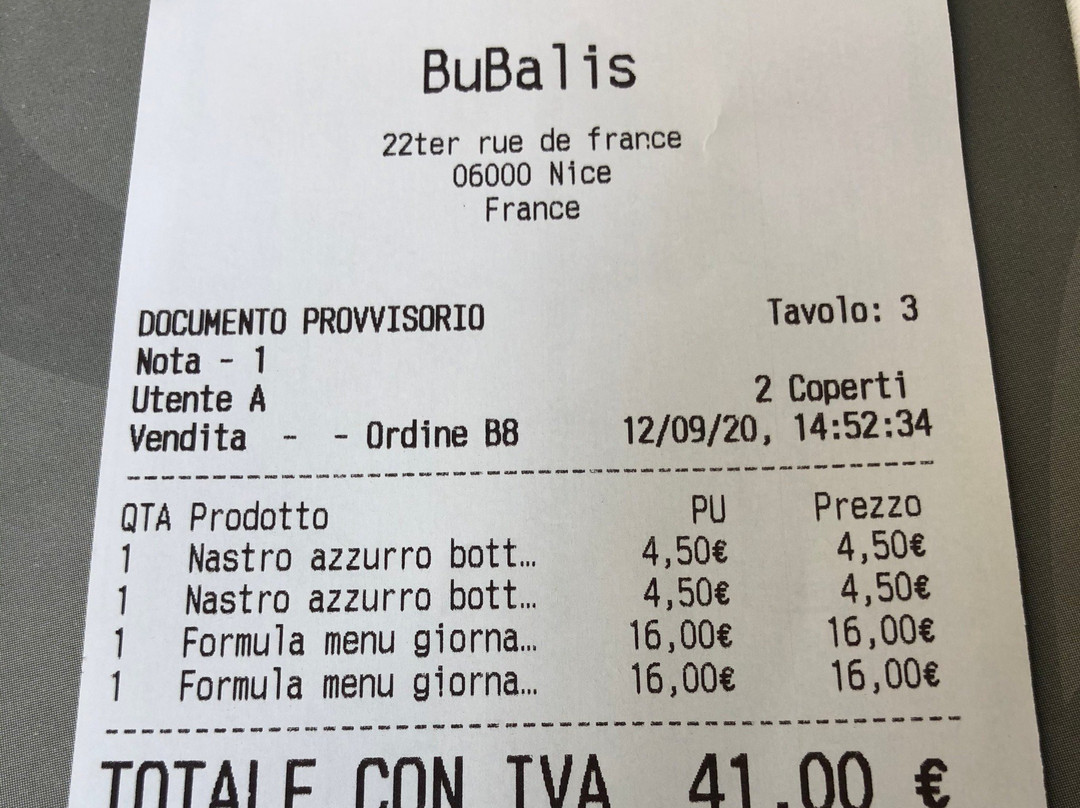 BuBalis
22ter rue de france
06000 Nice
France
DOCUMENTO PROVVISORIO Tavolo: 3
Nota - 1
Utente A 2 Coperti
Vendita - - Ordine B8 12/09/20, 14:52:34
QTA Prodotto PU Prezzo
1 Nastro azzurro bott… 4,50€ 4,50€
1 Nastro azzurro bott… 4,50€ 4,50€
1 Formula menu giorna… 16,00€ 16,00€
1 Formula menu giorna… 16,00€ 16,00€
TOTALE CON IVA 41,00 €